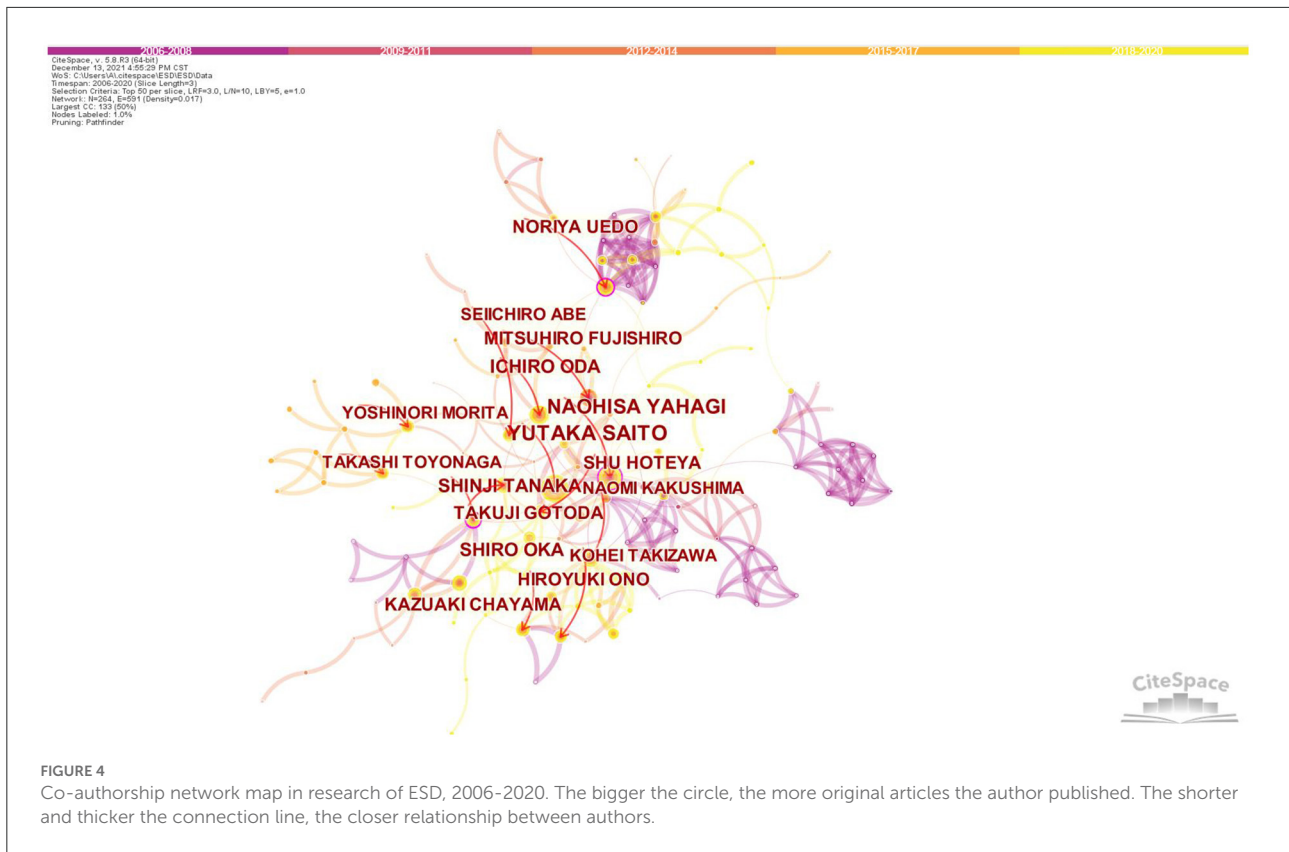 2006-2008 2009-2011 2012-2014 2015-2017 2018-2020
CiteSpace, v. 5.8.R3 (64-bit)
December 13, 2021 4:55:29 PM CST
WoS: C:\Users\A\.citespace\ESD\ESD\Data
Timespan: 2006-2020 (Slice Length=3)
Selection Criteria: Top 50 per slice, LRF=3.0, L/N=10, LBY=5, e=1.0
Network: N=264, E=591 (Density=0.017)
Largest CC: 133 (50%)
Nodes Labeled: 1.0%
Pruning: Pathfinder
NORIYA UEDO
SEIICHIRO ABE
MITSUHIRO FUJISHIRO
ICHIRO ODA
NAOHISA YAHAGI
YOSHINORI MORITA
YUTAKA SAITO
TAKASHI TOYONAGA
SHU HOTEYA
SHINJI TANAKA
NAOMI KAKUSHIMA
TAKUJI GOTODA
SHIRO OKA
KOHEI TAKIZAWA
HIROYUKI ONO
KAZUAKI CHAYAMA
CiteSpace
FIGURE 4
Co-authorship network map in research of ESD, 2006-2020. The bigger the circle, the more original articles the author published. The shorter
and thicker the connection line, the closer relationship between authors.